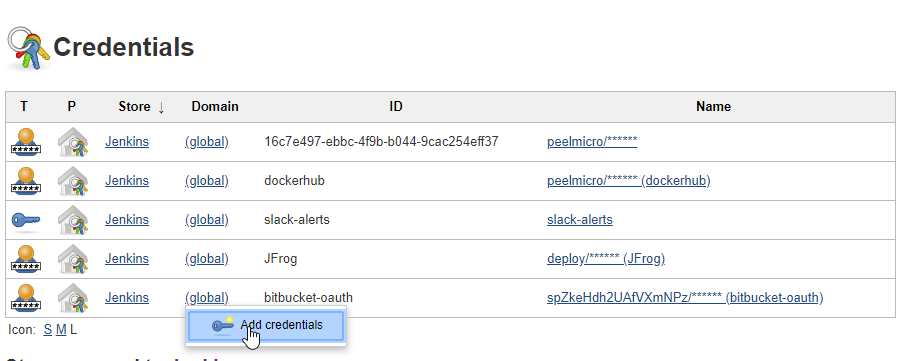 Credentials
T P Store ↓ Domain ID Name
Jenkins (global) 16c7e497-ebbc-4f9b-b044-9cac254eff37 peelmicro/******
Jenkins (global) dockerhub peelmicro/****** (dockerhub)
Jenkins (global) slack-alerts slack-alerts
Jenkins (global) JFrog deploy/****** (JFrog)
Jenkins (global) bitbucket-oauth spZkeHdh2UAfVXmNPz/****** (bitbucket-oauth)
Add credentials
Icon: S M L